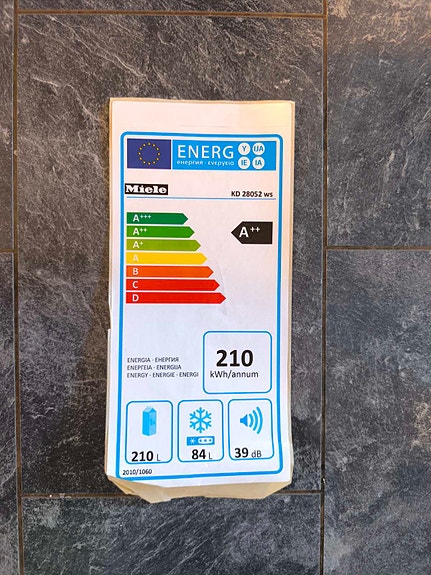 ENERG Y IJA
енергия · ενεργεια IE IA
Miele KD 28052 ws
A+++
A++ A++
A+
A
B
C
D
ENERGIA · ЕНЕРГИЯ
ΕΝΕΡΓΕΙΑ · ENERGIJA
ENERGY · ENERGIE · ENERGI
210
kWh/annum
210 L 84 L 39 dB
2010/1060